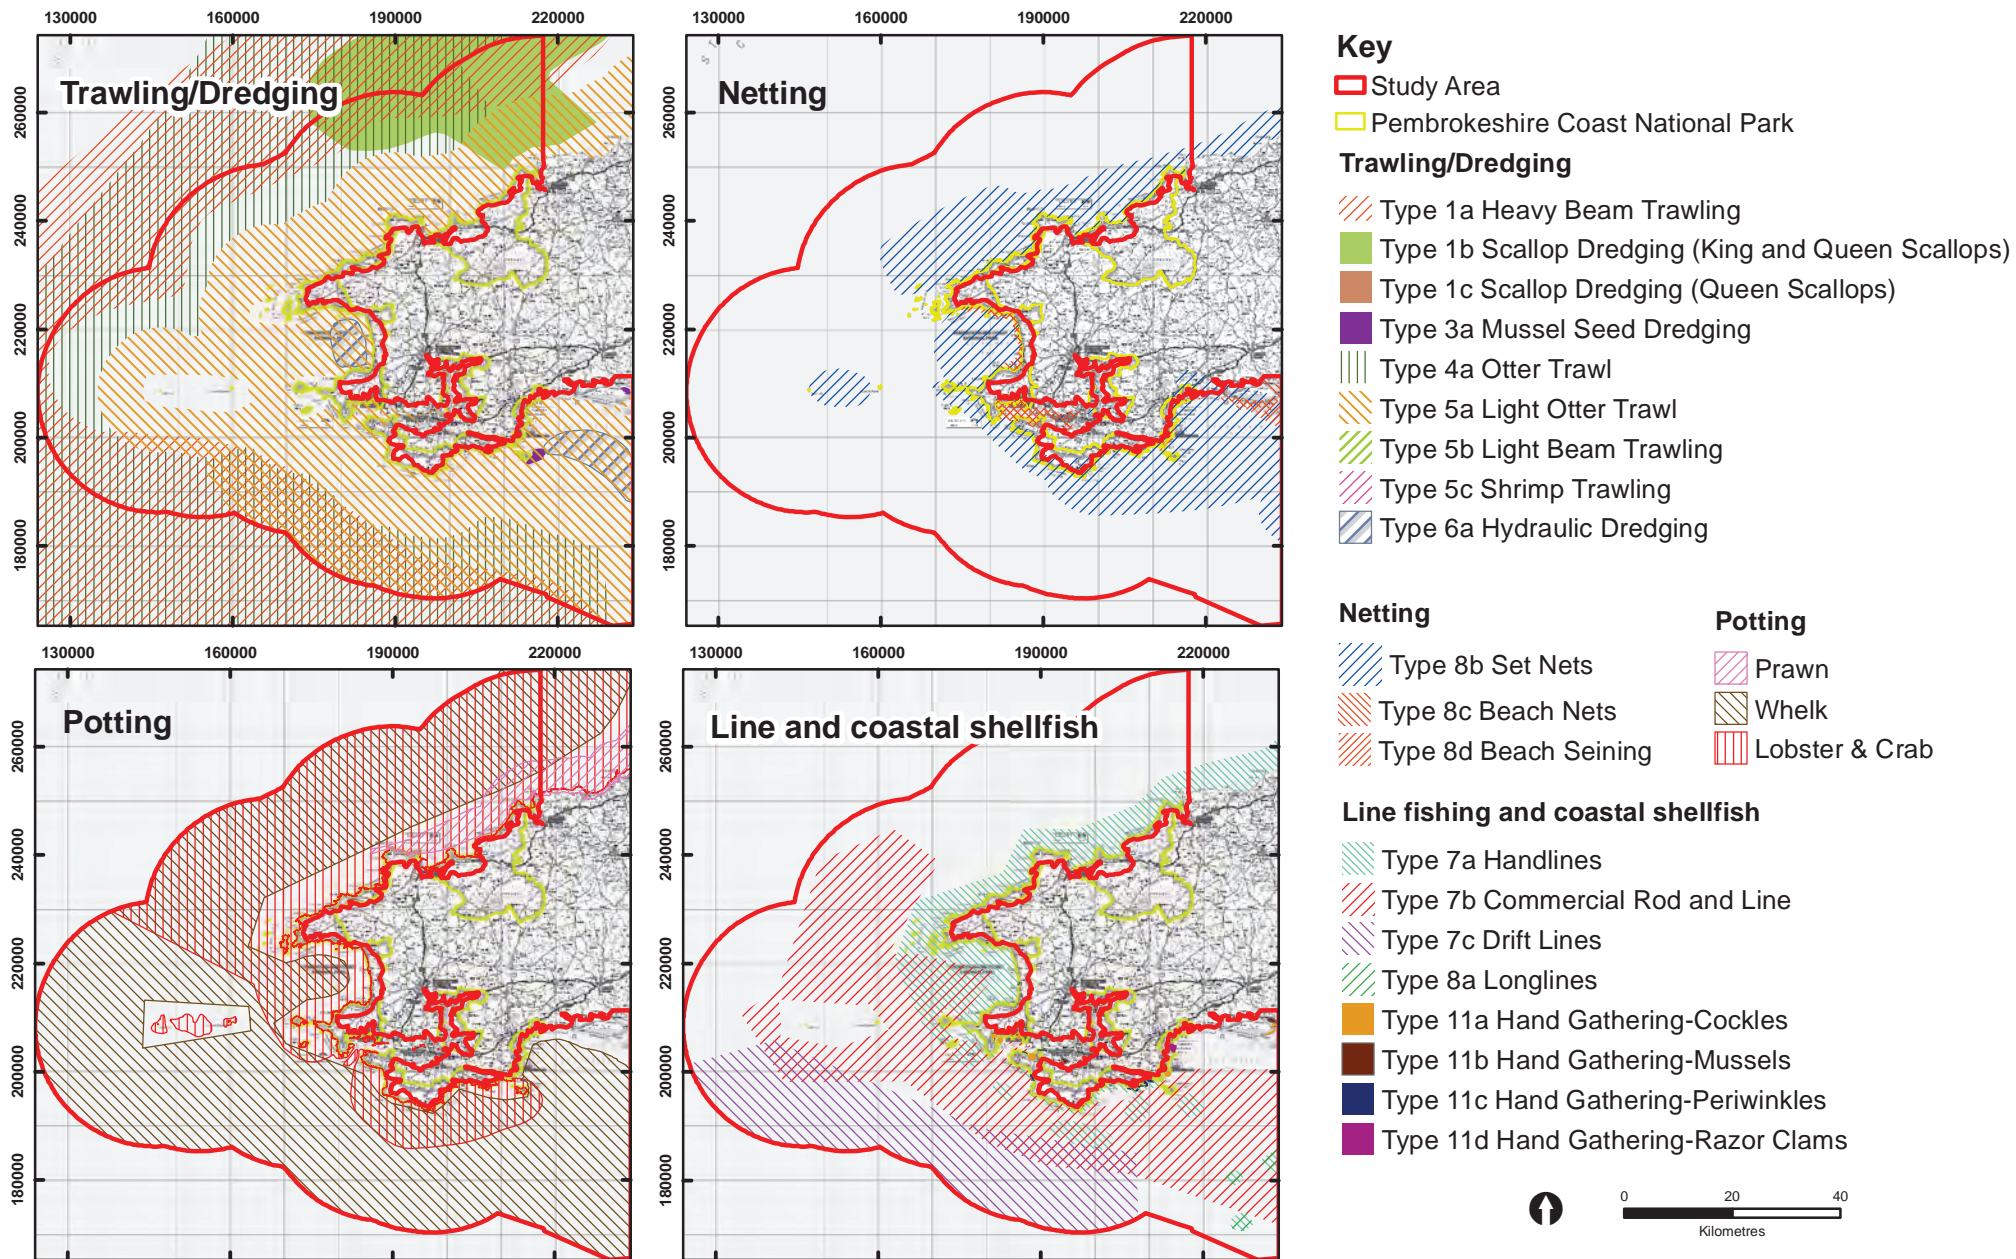 130000 160000 190000 220000
Trawling/Dredging
260000
240000
220000
200000
180000
130000 160000 190000 220000
Netting
260000
240000
220000
200000
180000
130000 160000 190000 220000
Potting
260000
240000
220000
200000
180000
130000 160000 190000 220000
Line and coastal shellfish
260000
240000
220000
200000
180000
Key
Study Area
Pembrokeshire Coast National Park
Trawling/Dredging
Type 1a Heavy Beam Trawling
Type 1b Scallop Dredging (King and Queen Scallops)
Type 1c Scallop Dredging (Queen Scallops)
Type 3a Mussel Seed Dredging
Type 4a Otter Trawl
Type 5a Light Otter Trawl
Type 5b Light Beam Trawling
Type 5c Shrimp Trawling
Type 6a Hydraulic Dredging
Netting
Type 8b Set Nets
Type 8c Beach Nets
Type 8d Beach Seining
Potting
Prawn
Whelk
Lobster & Crab
Line fishing and coastal shellfish
Type 7a Handlines
Type 7b Commercial Rod and Line
Type 7c Drift Lines
Type 8a Longlines
Type 11a Hand Gathering-Cockles
Type 11b Hand Gathering-Mussels
Type 11c Hand Gathering-Periwinkles
Type 11d Hand Gathering-Razor Clams
0 20 40
Kilometres